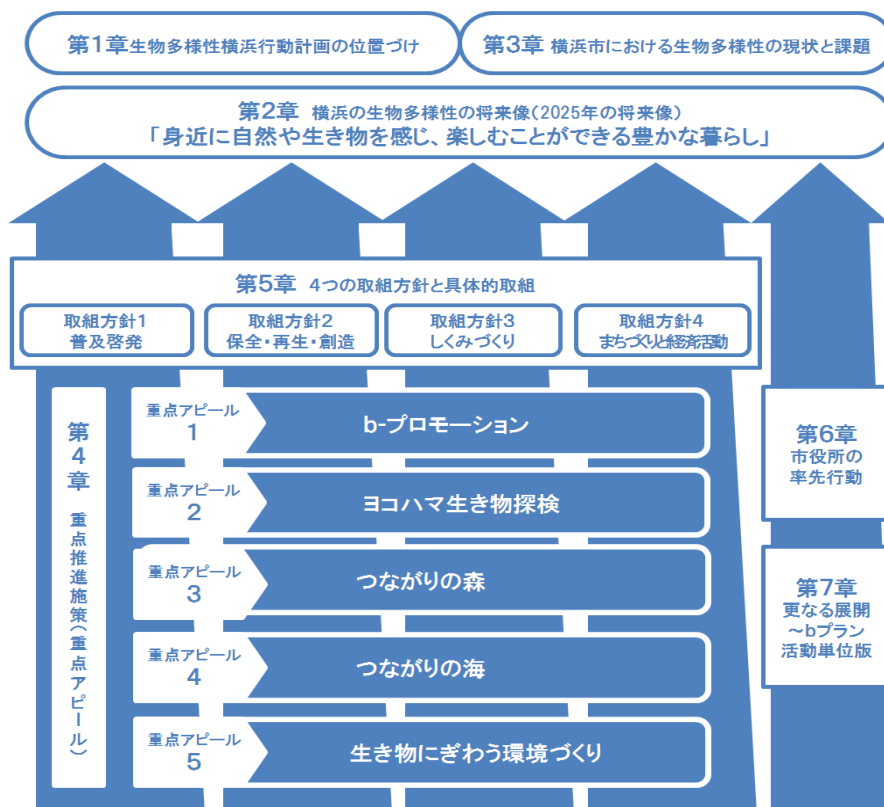 第1章生物多様性横浜行動計画の位置づけ
第3章 横浜市における生物多様性の現状と課題
第2章 横浜の生物多様性の将来像(2025年の将来像)
「身近に自然や生き物を感じ、楽しむことができる豊かな暮らし」
第5章 4つの取組方針と具体的取組
取組方針1
普及啓発
取組方針2
保全・再生・創造
取組方針3
しくみづくり
取組方針4
まちづくりと経済活動
第4章 重点推進施策(重点アピール)
重点アピール
1
b-プロモーション
重点アピール
2
ヨコハマ生き物探検
重点アピール
3
つながりの森
重点アピール
4
つながりの海
重点アピール
5
生き物にぎわう環境づくり
第6章
市役所の
率先行動
第7章
更なる展開
～bプラン
活動単位版